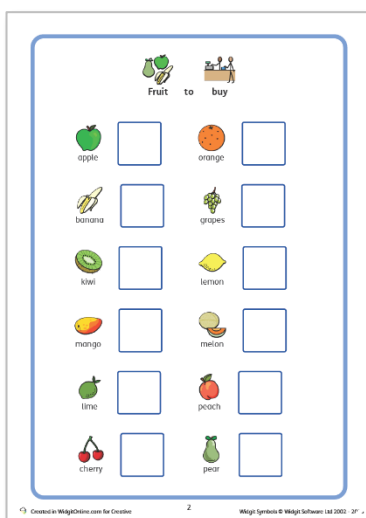 Fruit to buy
apple orange
banana grapes
kiwi lemon
mango melon
lime peach
cherry pear
Created in WidgitOnline.com for Creative 2 Widgit Symbols © Widgit Software Ltd 2002 - 20